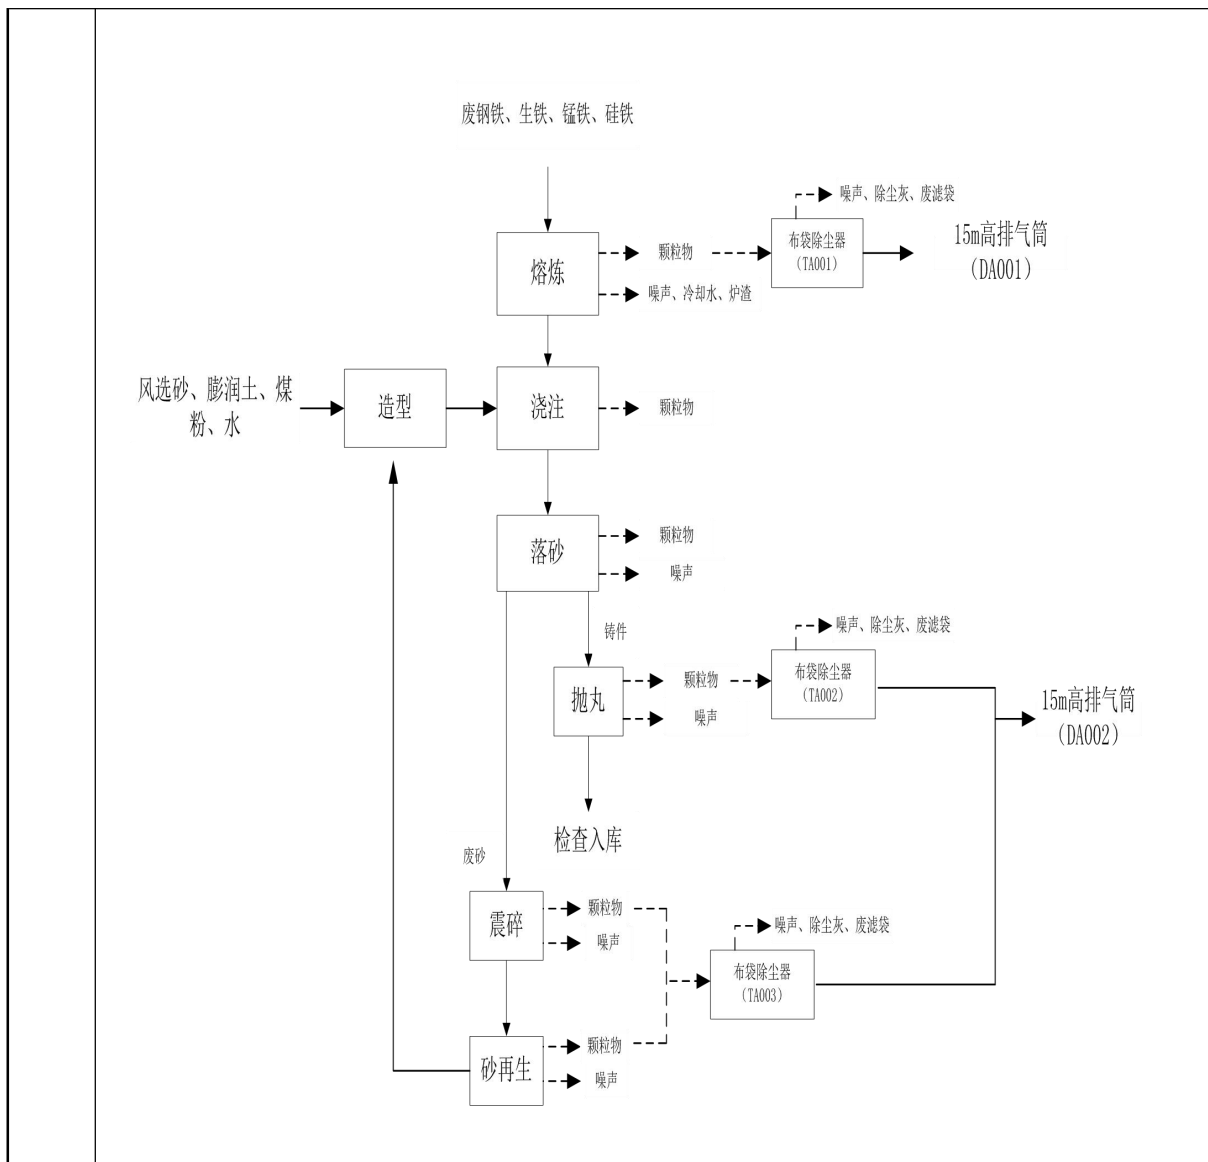 废钢铁、生铁、锰铁、硅铁
噪声、除尘灰、废滤袋
熔炼
颗粒物
布袋除尘器
(TA001)
15m高排气筒
(DA001)
噪声、冷却水、炉渣
风选砂、膨润土、煤
粉、水
造型
浇注
颗粒物
落砂
颗粒物
噪声
铸件
噪声、除尘灰、废滤袋
抛丸
颗粒物
噪声
布袋除尘器
(TA002)
15m高排气筒
(DA002)
检查入库
废砂
震碎
颗粒物
噪声
噪声、除尘灰、废滤袋
布袋除尘器
(TA003)
砂再生
颗粒物
噪声